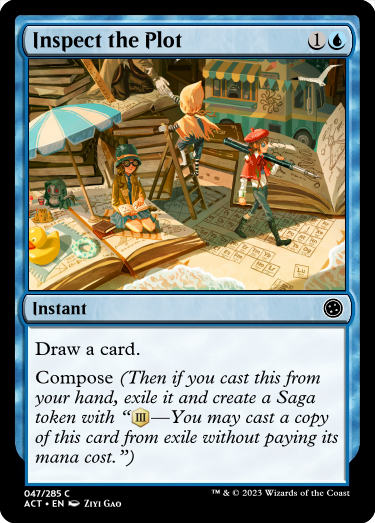 Inspect the Plot 1
Instant
Draw a card.
Compose (Then if you cast this from
your hand, exile it and create a Saga
token with “III—You may cast a copy
of this card from exile without paying its
mana cost.”)
047/285 C
ACT • EN Ziyi Gao
™ & © 2023 Wizards of the Coast